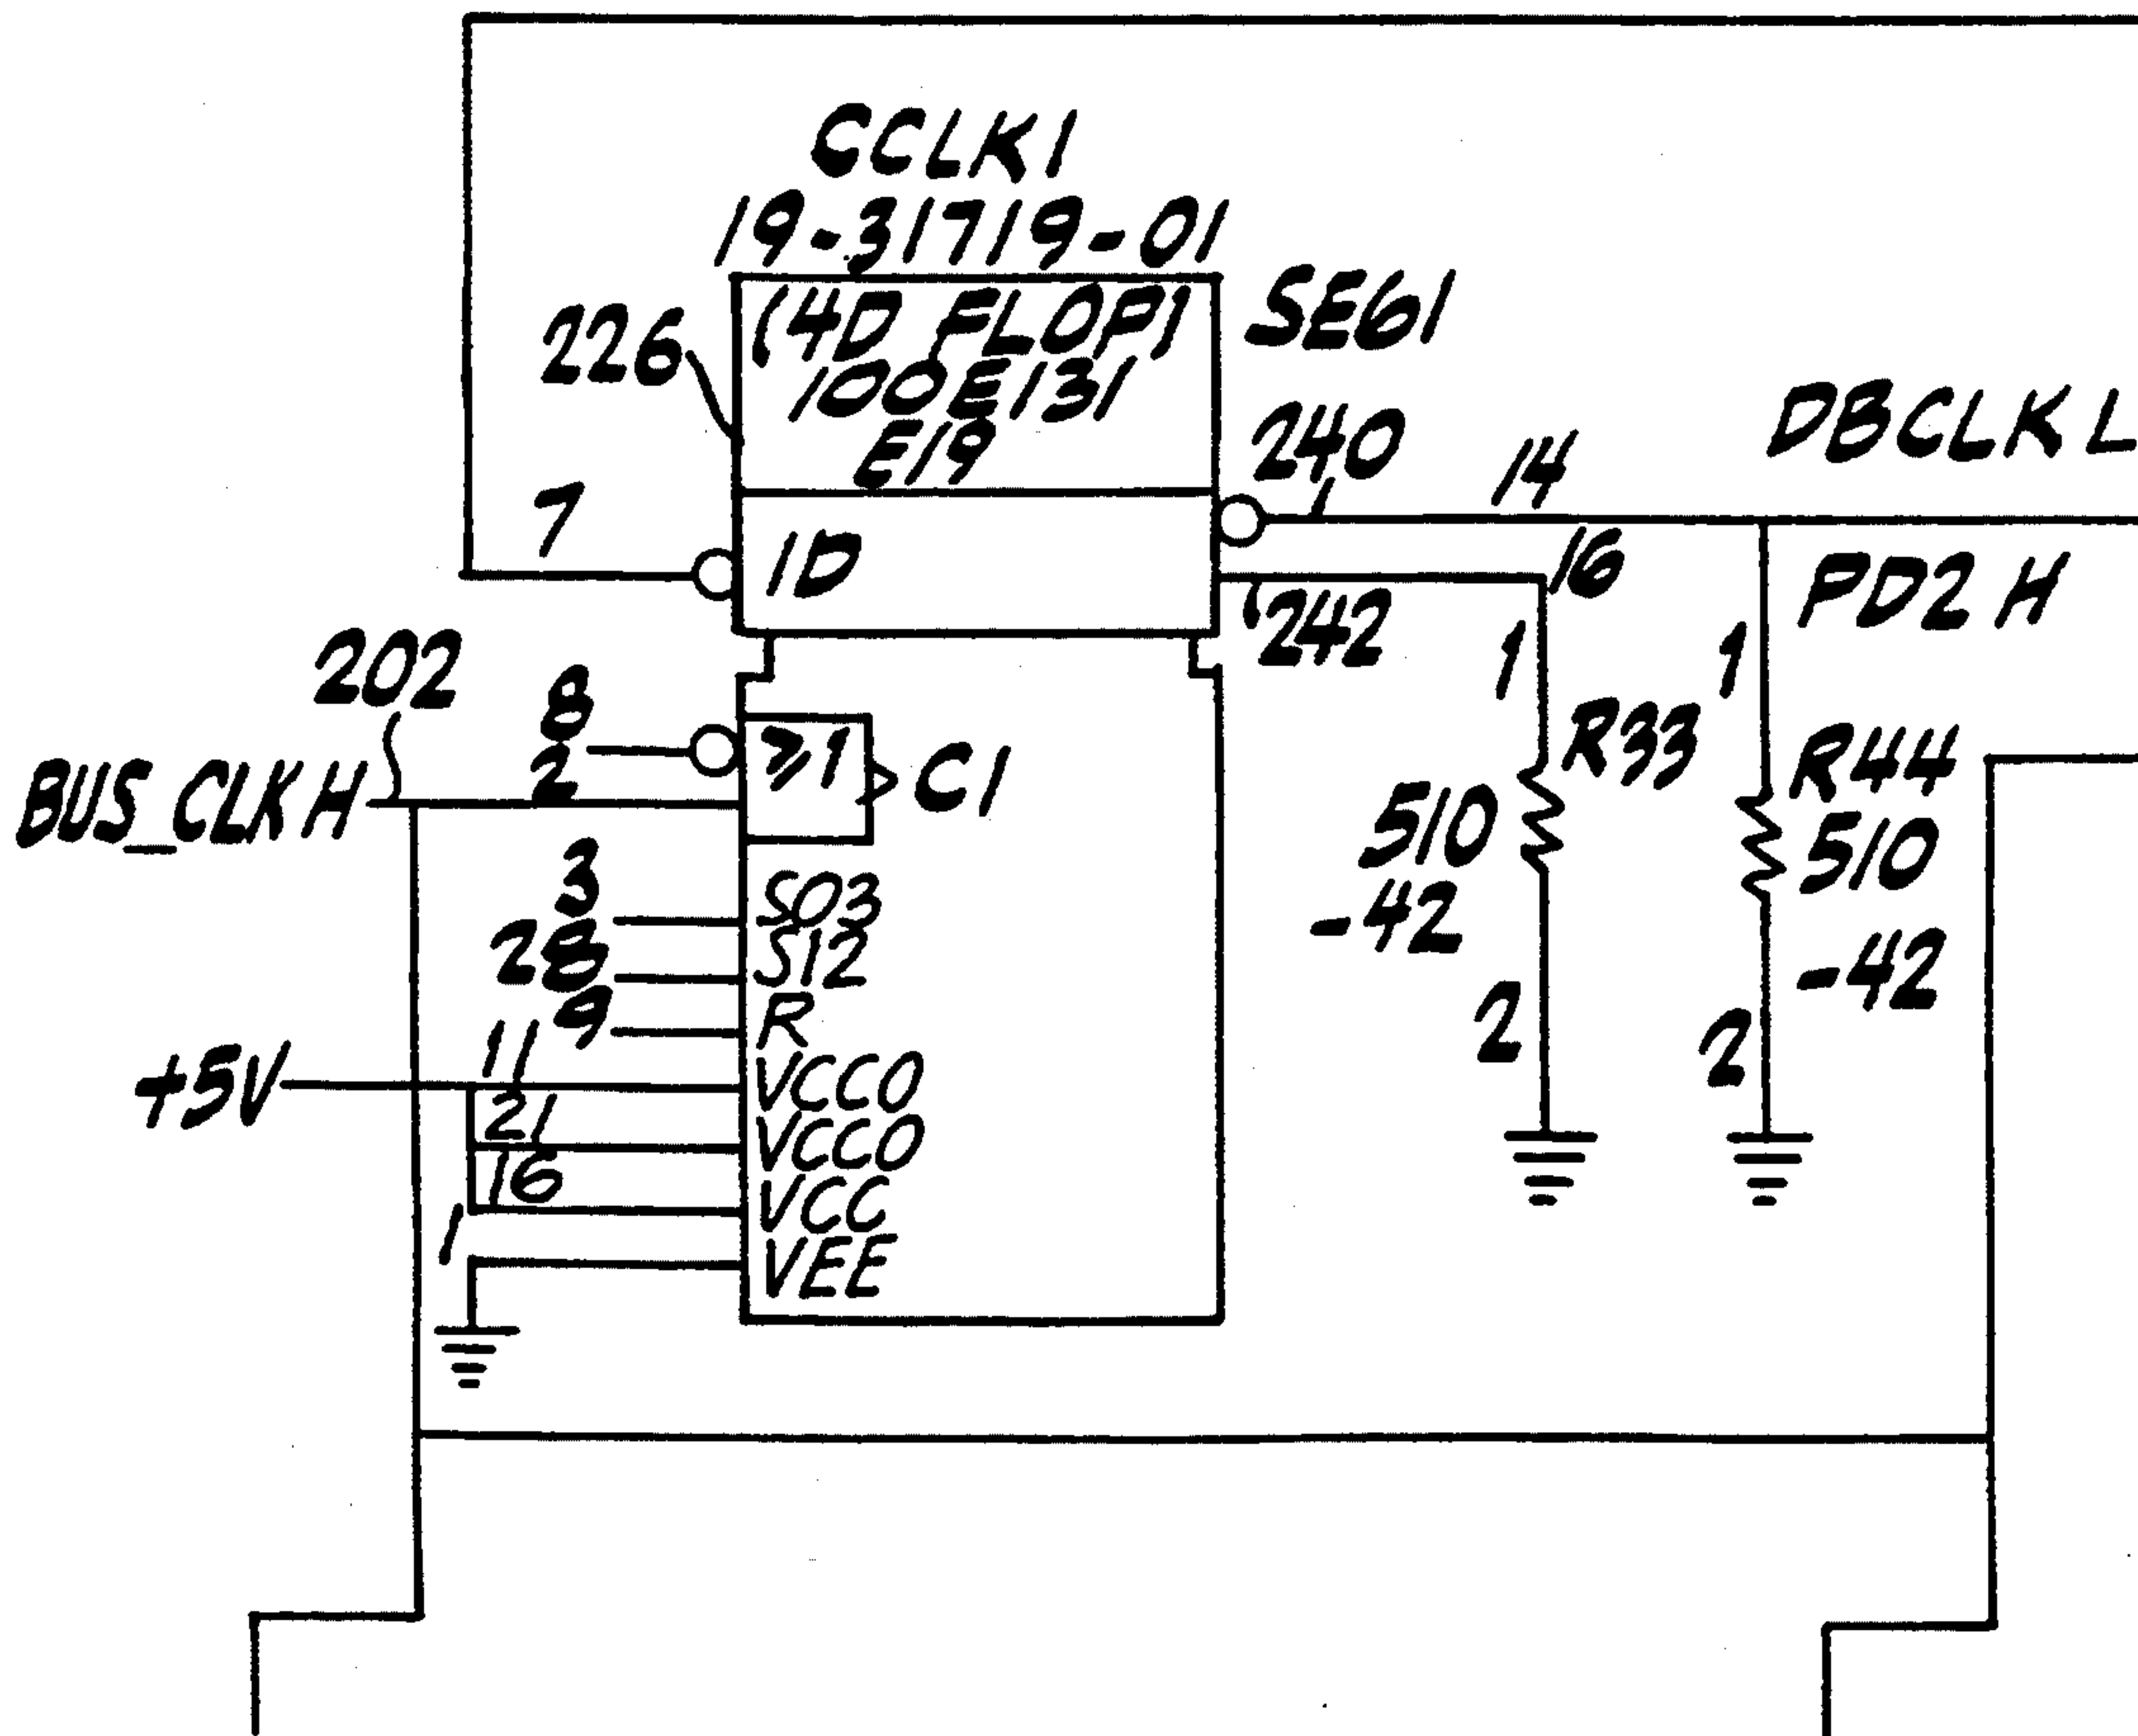 CCLK1
19-31719-01
(4D FLOP)
100E131
E19
SE61
226
7
1D
240
14
DBCLK L
16
PD2 H
242
202
8
2
≥1
C1
BUS_CLK H
1
R33
510
-42
2
1
R44
510
-42
2
3
S03
28
S12
9
R
+5V
11
VCCO
21
VCCO
16
VCC
1
VEE